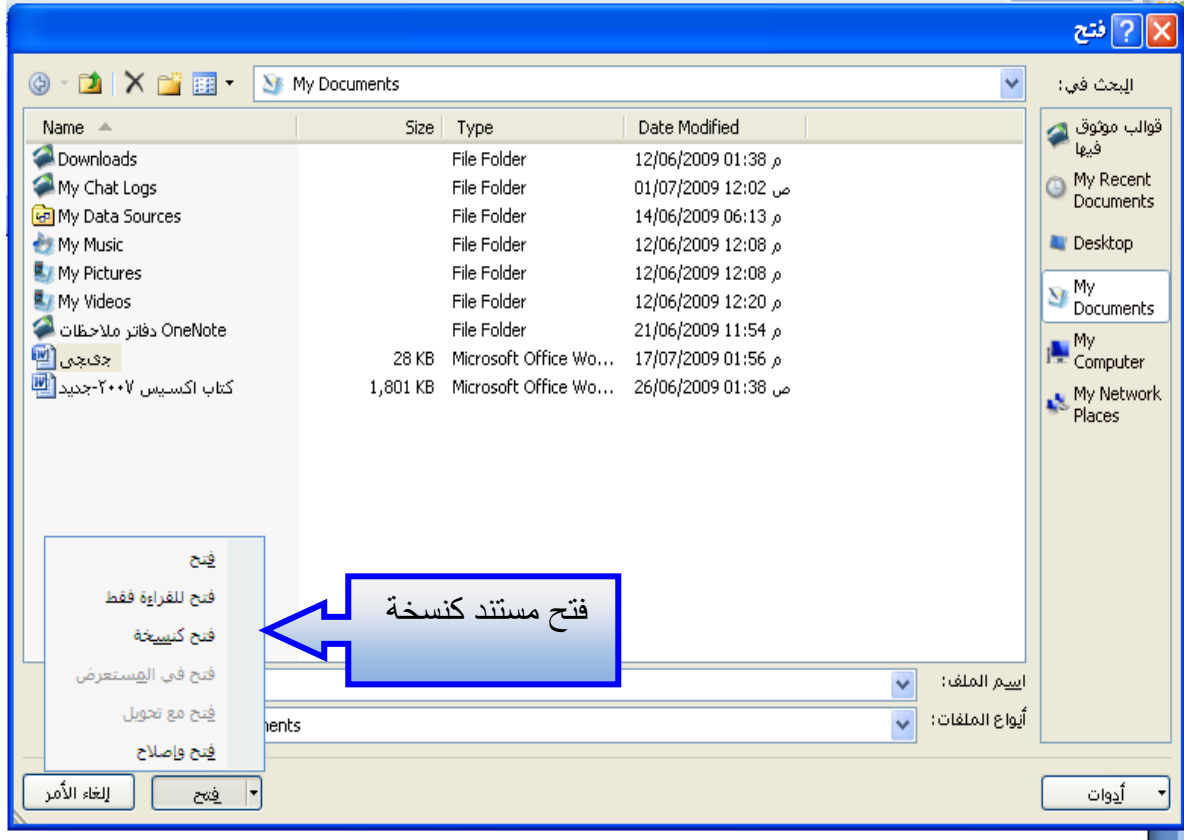 فتح
البحث في:
My Documents
Name Size Type Date Modified
Downloads File Folder 12/06/2009 01:38 م
My Chat Logs File Folder 01/07/2009 12:02 ص
My Data Sources File Folder 14/06/2009 06:13 م
My Music File Folder 12/06/2009 12:08 م
My Pictures File Folder 12/06/2009 12:08 م
My Videos File Folder 12/06/2009 12:20 م
دفاتر ملاحظات OneNote File Folder 21/06/2009 11:54 م
28 KB Microsoft Office Wo... 17/07/2009 01:56 م
كتاب اكسيس ٢٠٠٧-جديد 1,801 KB Microsoft Office Wo... 26/06/2009 01:38 ص
قوالب موثوق
فيها
My Recent
Documents
Desktop
My
Documents
My
Computer
My Network
Places
فتح
فتح للقراءة فقط
فتح كنسخة
فتح في المستعرض
فتح مع تحويل
فتح وإصلاح
فتح مستند كنسخة
اسم الملف:
أنواع الملفات:
ments
أدوات
فتح
إلغاء الأمر